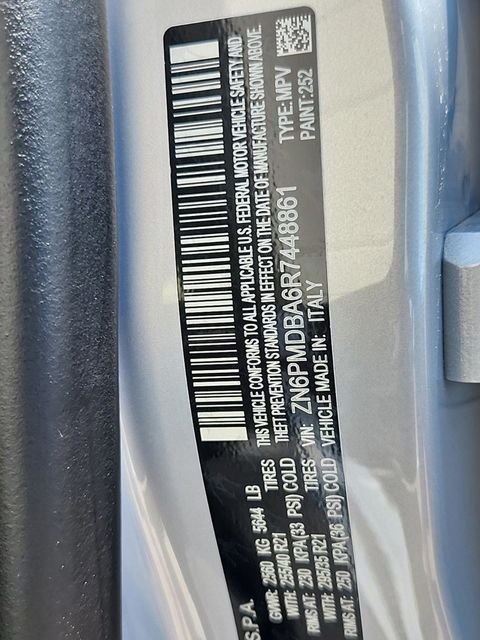 S.P.A.
GVWR: 2560 KG 5644 LB
WITH: 255/40 R21 TIRES
RIMS AT: 230 KPA(33 PSI) COLD
WITH: 295/35 R21 TIRES
RIMS AT: 250 KPA(36 PSI) COLD
THIS VEHICLE CONFORMS TO ALL APPLICABLE U.S. FEDERAL MOTOR VEHICLE SAFETY AND
THEFT PREVENTION STANDARDS IN EFFECT ON THE DATE OF MANUFACTURE SHOWN ABOVE.
VIN: ZN6PMDBA6R7448861 TYPE:MPV
VEHICLE MADE IN: ITALY PAINT:252